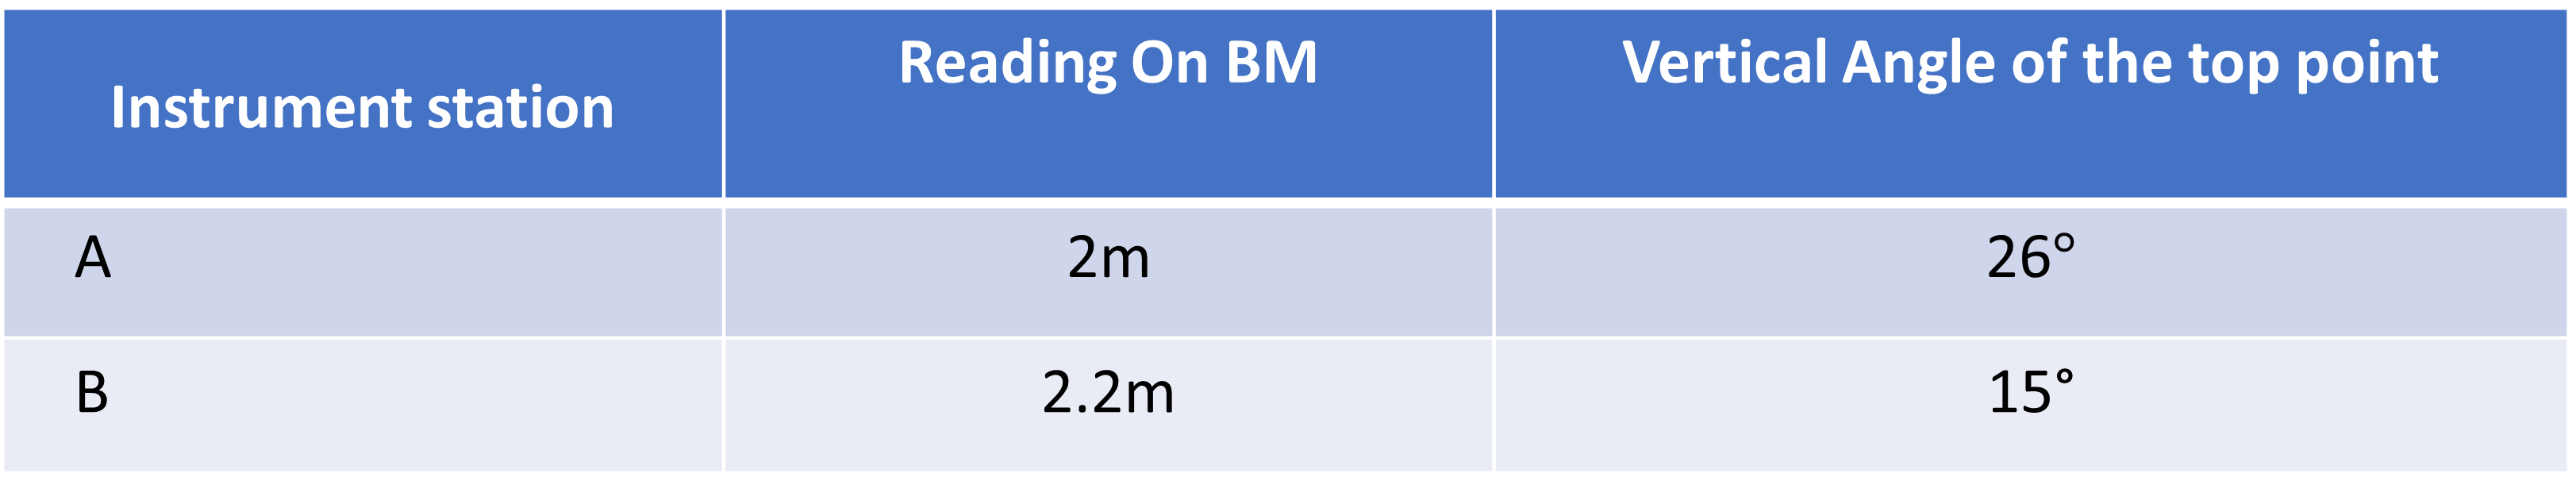 Instrument station
Reading On BM
Vertical Angle of the top point
A
2m
26°
B
2.2m
15°